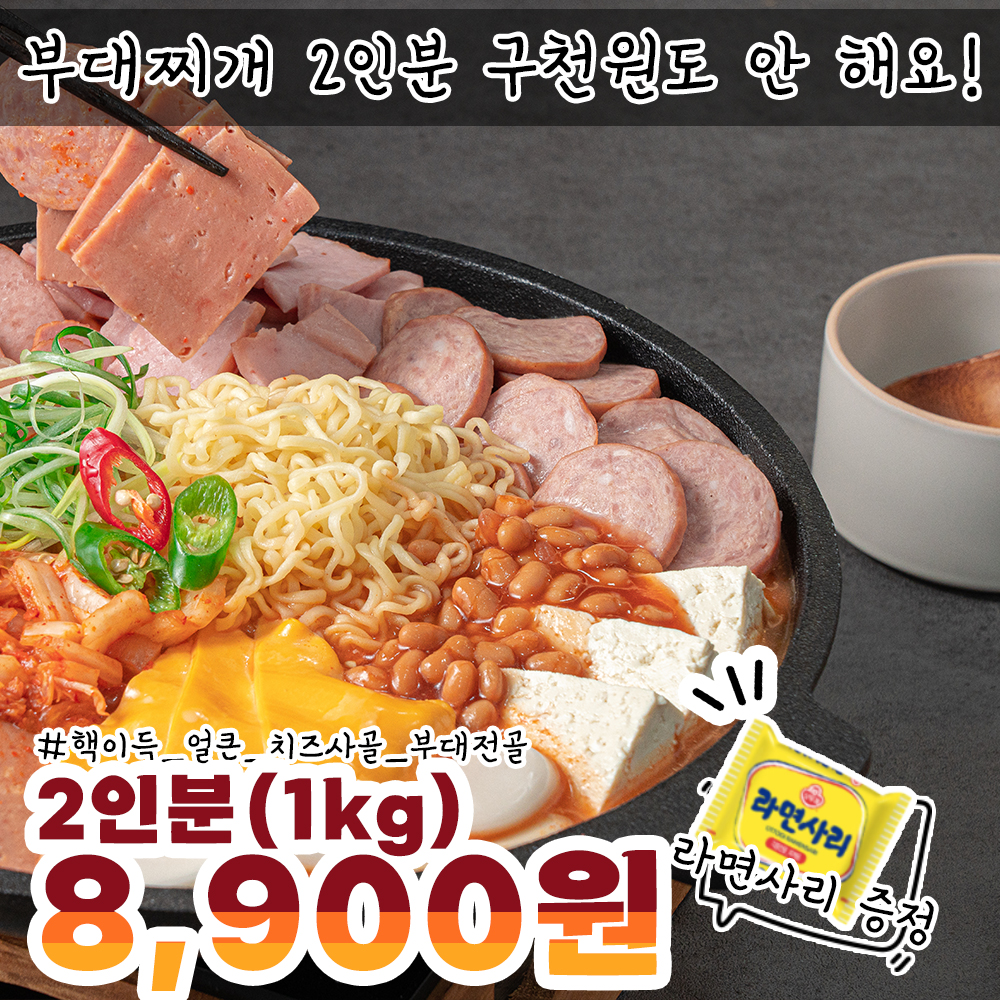 부대찌개 2인분 구천원도 안 해요!
#핵이득_얼큰_치즈사골_부대전골
2인분(1kg)
8,900원
라면사리
라면사리 증정